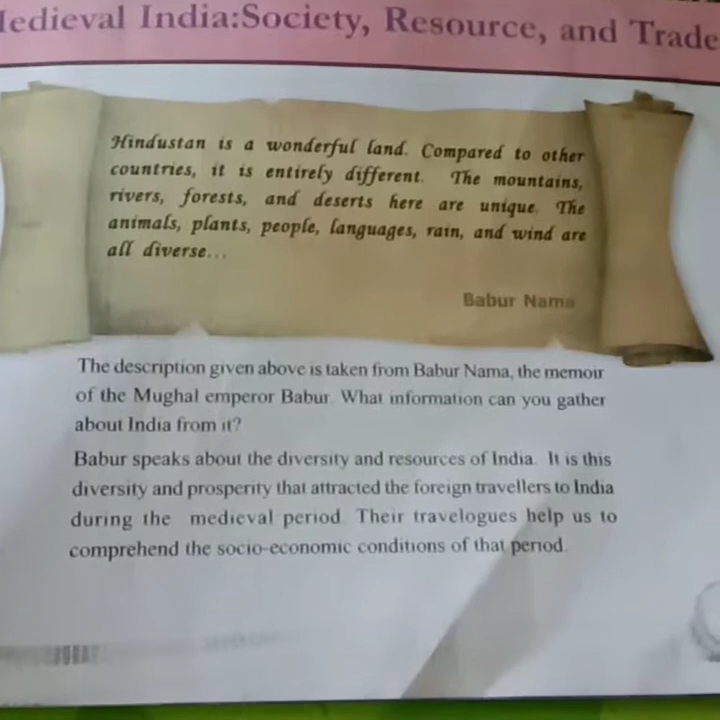 Medieval India:Society, Resource, and Trade
Hindustan is a wonderful land. Compared to other
countries, it is entirely different. The mountains,
rivers, forests, and deserts here are unique. The
animals, plants, people, languages, rain, and wind are
all diverse...
Babur Nama
The description given above is taken from Babur Nama, the memoir
of the Mughal emperor Babur. What information can you gather
about India from it?
Babur speaks about the diversity and resources of India. It is this
diversity and prosperity that attracted the foreign travellers to India
during the medieval period. Their travelogues help us to
comprehend the socio-economic conditions of that period.